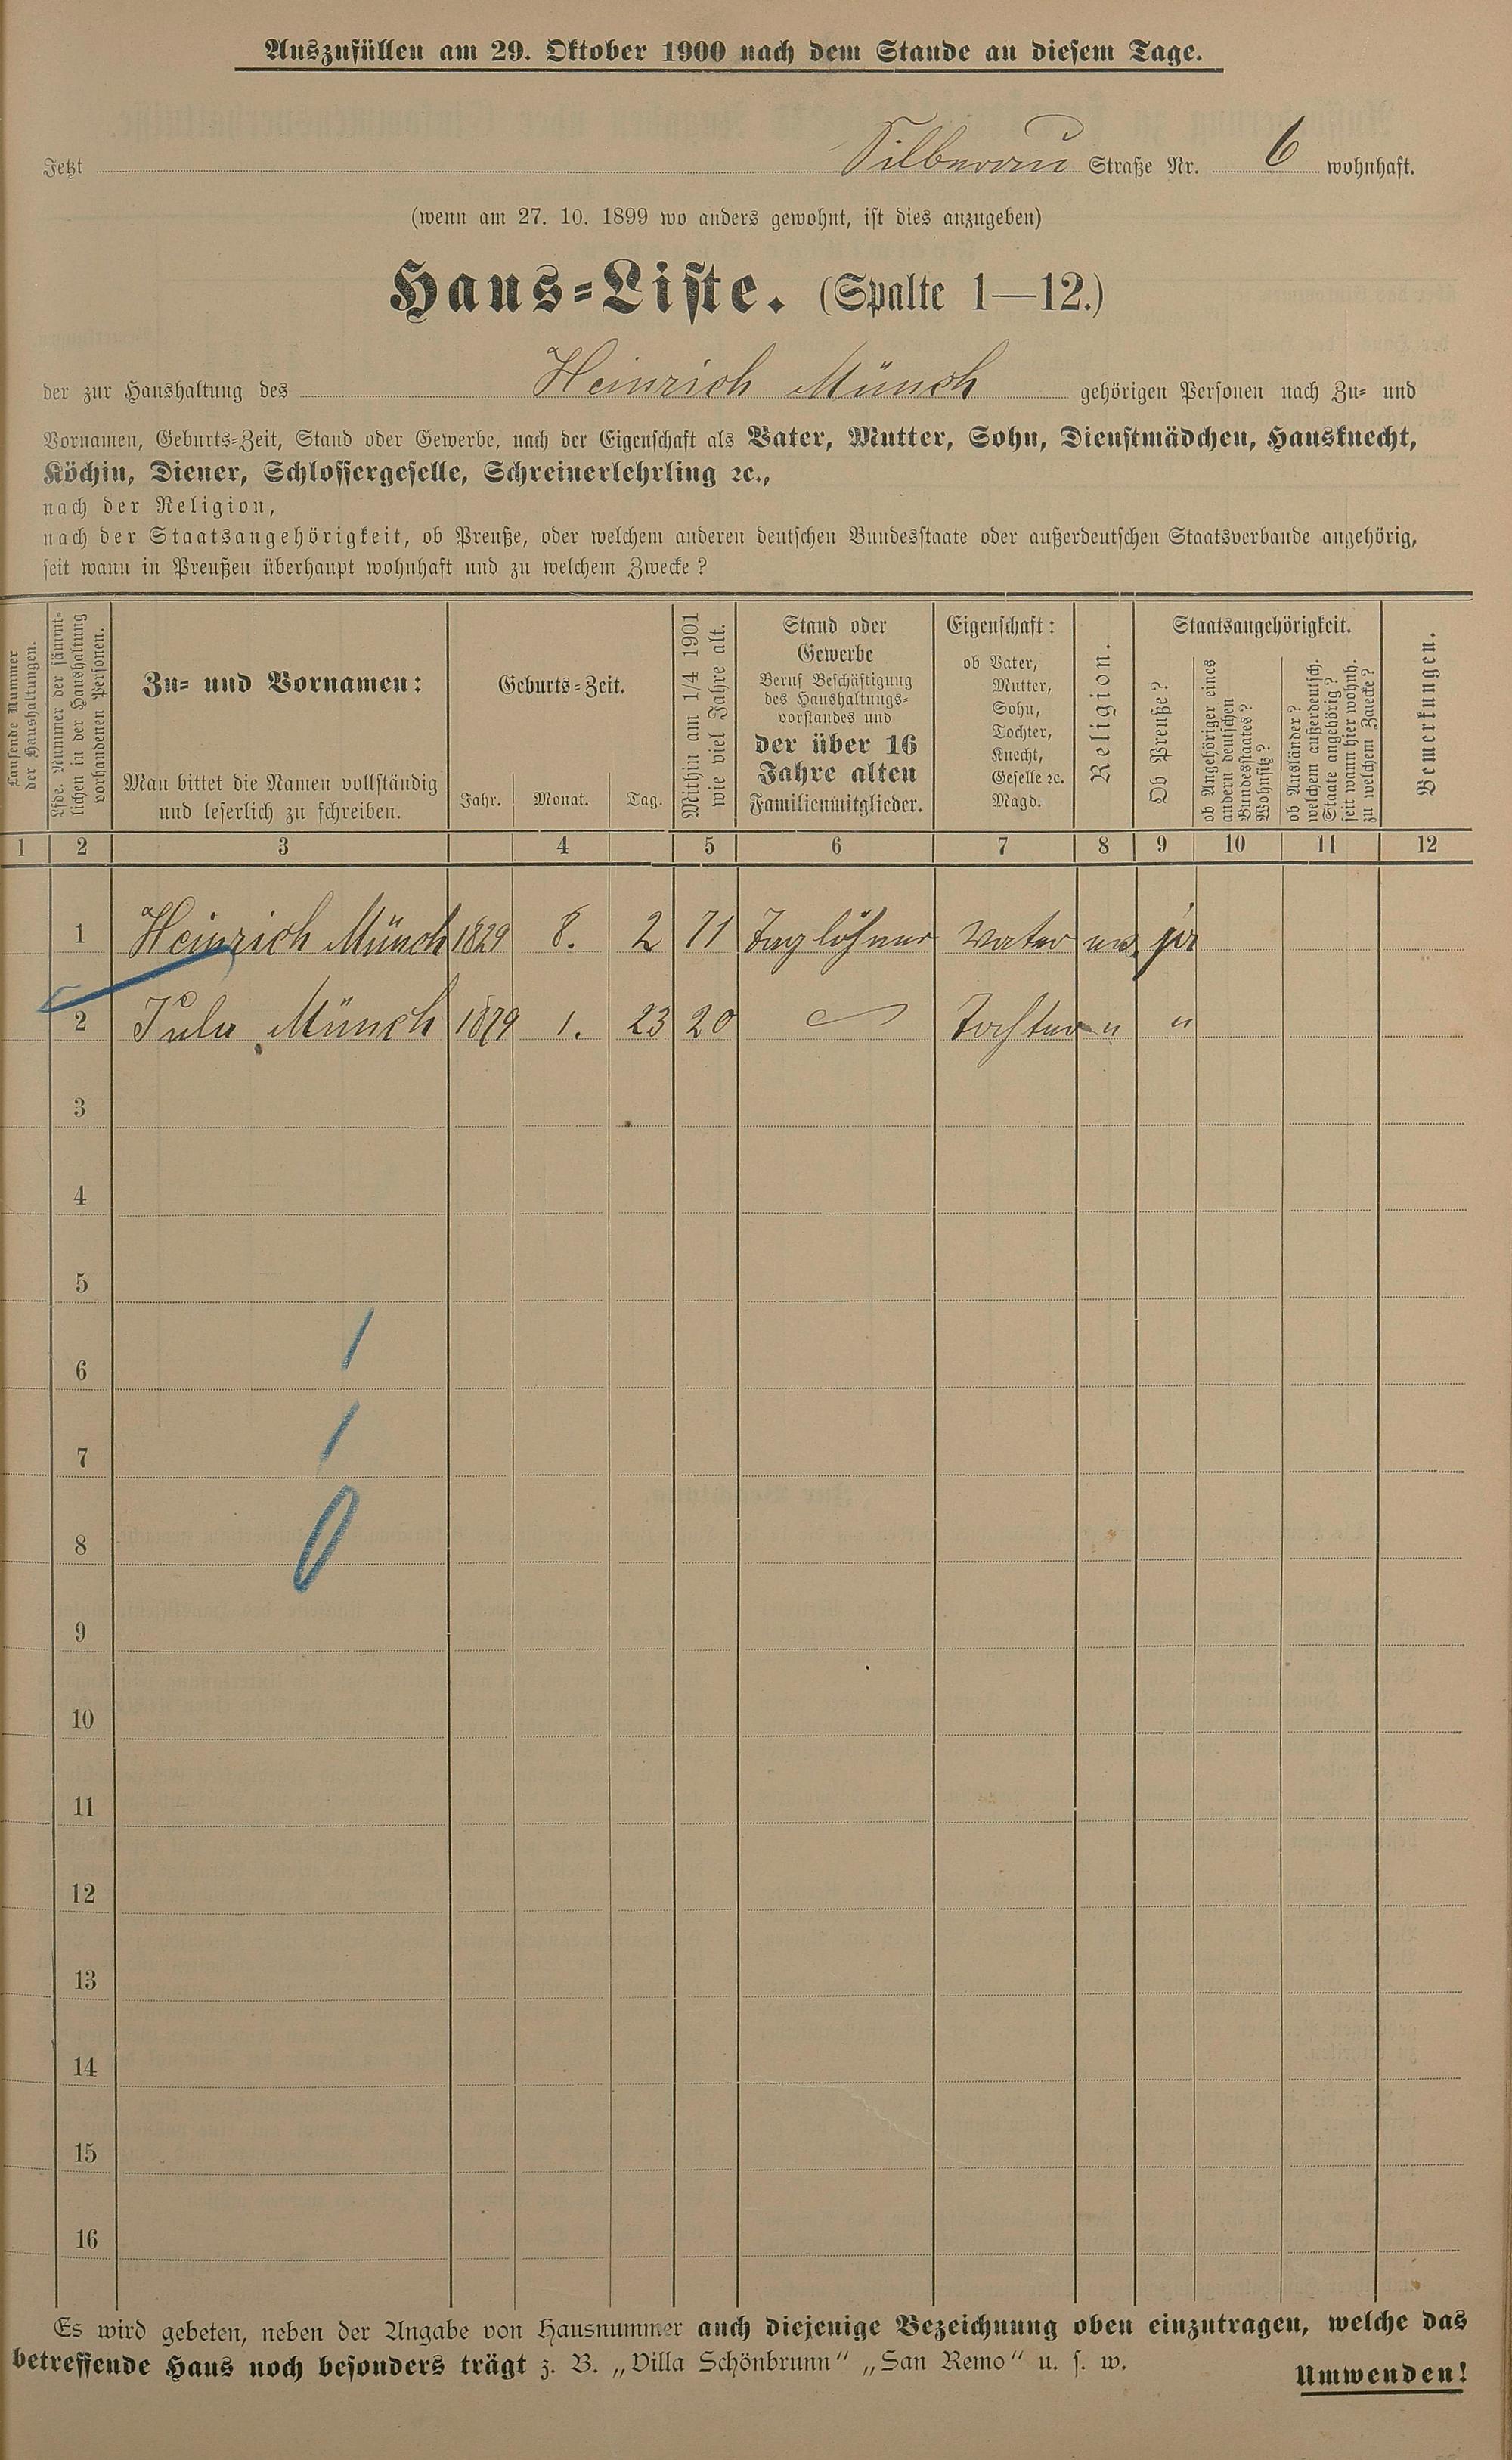 Auszufüllen am 29. Oktober 1900 nach dem Stande an diesem Tage.
Jetzt Silberau Straße Nr. 6 wohnhaft.
(wenn am 27. 10. 1899 wo anders gewohnt, ist dies anzugeben)
Haus=Liste. (Spalte 1—12.)
der zur Haushaltung des Heinrich Münch gehörigen Personen nach Zu= und
Vornamen, Geburts=Zeit, Stand oder Gewerbe, nach der Eigenschaft als Vater, Mutter, Sohn, Dienstmädchen, Hausknecht,
Köchin, Diener, Schlossergeselle, Schreinerlehrling ꝛc.,
nach der Religion,
nach der Staatsangehörigkeit, ob Preuße, oder welchem anderen deutschen Bundesstaate oder außerdeutschen Staatsverbande angehörig,
seit wann in Preußen überhaupt wohnhaft und zu welchem Zwecke?
Laufende Nummer
der Haushaltungen.
Lfde. Nummer der sämmt=
lichen in der Haushaltung
vorhandenen Personen.
Zu= und Vornamen:
Man bittet die Namen vollständig
und leserlich zu schreiben.
Geburts=Zeit.
Jahr. Monat. Tag.
Mithin am 1/4 1901
wie viel Jahre alt.
Stand oder
Gewerbe
Beruf Beschäftigung
des Haushaltungs=
vorstandes und
der über 16
Jahre alten
Familienmitglieder.
Eigenschaft:
ob Vater,
Mutter,
Sohn,
Tochter,
Knecht,
Geselle ꝛc.
Magd.
Religion.
Staatsangehörigkeit.
Ob Preuße?
ob Angehöriger eines
andern deutschen
Bundesstaates?
Wohnsitz?
ob Ausländer?
welchem außerdeutsch.
Staate angehörig?
seit wann hier wohnh.
zu welchem Zwecke?
Bemerkungen.
1 2 3 4 5 6 7 8 9 10 11 12
1 Heinrich Münch 1829 8. 2 71 Taglöhner Vater ev. ja
2 Jula Münch 1879 1. 23 20 Tochter " "
3
4
5
6
7
8
9
10
11
12
13
14
15
16
Es wird gebeten, neben der Angabe von Hausnummer auch diejenige Bezeichnung oben einzutragen, welche das
betreffende Haus noch besonders trägt z. B. „Villa Schönbrunn“ „San Remo“ u. s. w.
Umwenden!